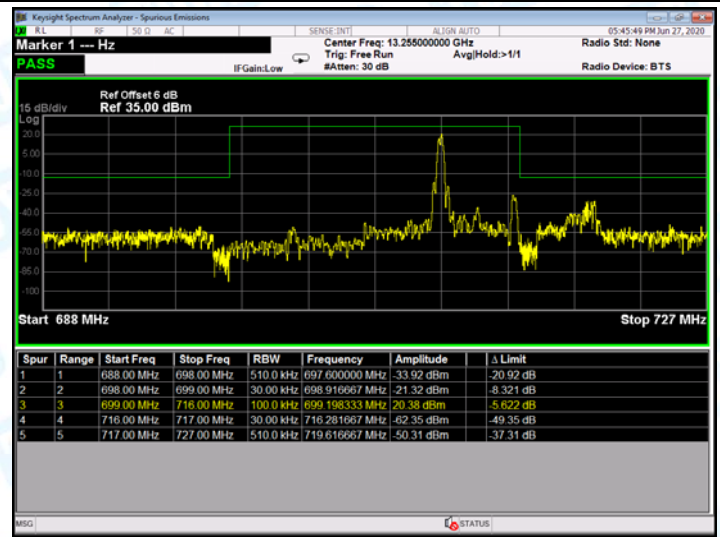 Keysight Spectrum Analyzer - Spurious Emissions
RL RF 50 Ω AC SENSE:INT ALIGN AUTO 05:45:49 PM Jun 27, 2020
Marker 1 --- Hz
Center Freq: 13.255000000 GHz
Radio Std: None
Trig: Free Run Avg|Hold:>1/1
PASS
IFGain:Low
#Atten: 30 dB
Radio Device: BTS
Ref Offset 6 dB
15 dB/div Ref 35.00 dBm
Log
20.0
5.00
-10.0
-25.0
-40.0
-55.0
-70.0
-85.0
-100
Start 688 MHz Stop 727 MHz
Spur Range Start Freq Stop Freq RBW Frequency Amplitude Δ Limit
1 1 688.00 MHz 698.00 MHz 510.0 kHz 697.600000 MHz -33.92 dBm -20.92 dB
2 2 698.00 MHz 699.00 MHz 30.00 kHz 698.916667 MHz -21.32 dBm -8.321 dB
3 3 699.00 MHz 716.00 MHz 100.0 kHz 699.198333 MHz 20.38 dBm -5.622 dB
4 4 716.00 MHz 717.00 MHz 30.00 kHz 716.281667 MHz -62.35 dBm -49.35 dB
5 5 717.00 MHz 727.00 MHz 510.0 kHz 719.616667 MHz -50.31 dBm -37.31 dB
MSG STATUS